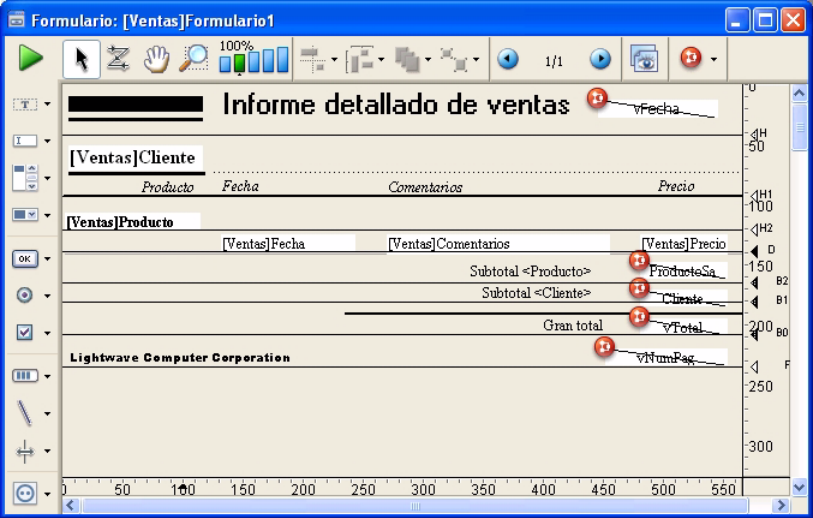 Formulario: [Ventas]Formulario1
100%
1/1
Informe detallado de ventas
vFecha
0
H
50
[Ventas]Cliente
Producto Fecha Comentarios Precio
H1
100
[Ventas]Producto
H2
[Ventas]Fecha [Ventas]Comentarios [Ventas]Precio
D
150
Subtotal <Producto> ProductoSa
B2
OK
Subtotal <Cliente> Cliente
B1
Gran total vTotal
200 B0
Lightwave Computer Corporation vNumPag
F
250
300
0 50 100 150 200 250 300 350 400 450 500 550